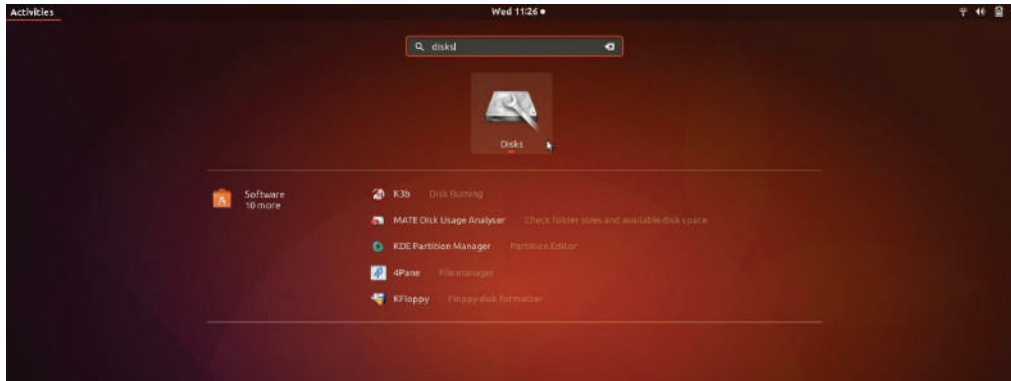 Activities
Wed 11:26
disks
Disks
Software
10 more
K3b Disk Burning
MATE Disk Usage Analyser Check folder sizes and available disk space
KDE Partition Manager Partition Editor
4Pane File manager
KFloppy Floppy disk formatter